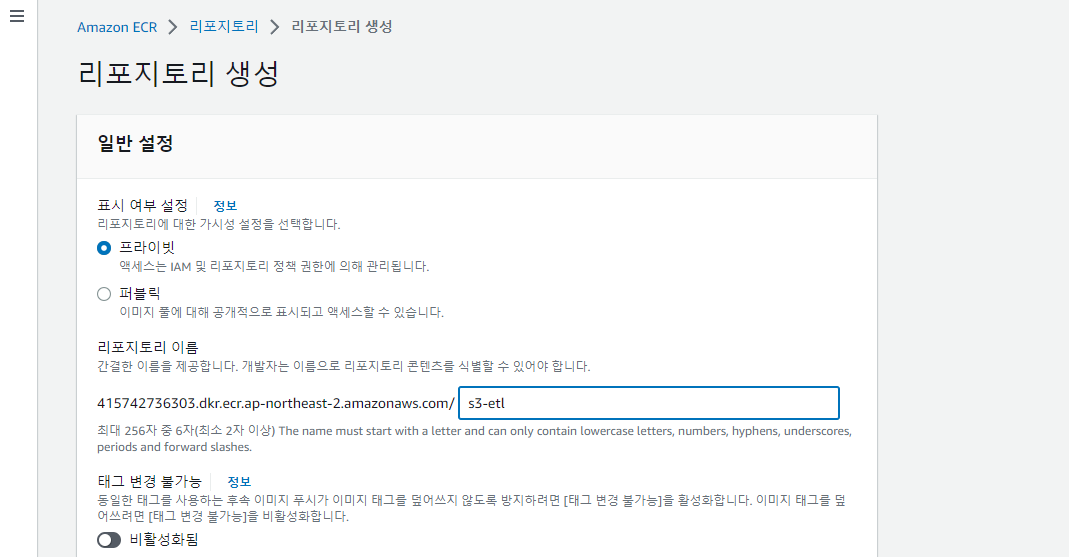 Amazon ECR > 리포지토리 > 리포지토리 생성
리포지토리 생성
일반 설정
표시 여부 설정 정보
리포지토리에 대한 가시성 설정을 선택합니다.
프라이빗
액세스는 IAM 및 리포지토리 정책 권한에 의해 관리됩니다.
퍼블릭
이미지 풀에 대해 공개적으로 표시되고 액세스할 수 있습니다.
리포지토리 이름
간결한 이름을 제공합니다. 개발자는 이름으로 리포지토리 콘텐츠를 식별할 수 있어야 합니다.
415742736303.dkr.ecr.ap-northeast-2.amazonaws.com/ s3-etl
최대 256자 중 6자(최소 2자 이상) The name must start with a letter and can only contain lowercase letters, numbers, hyphens, underscores,
periods and forward slashes.
태그 변경 불가능 정보
동일한 태그를 사용하는 후속 이미지 푸시가 이미지 태그를 덮어쓰지 않도록 방지하려면 [태그 변경 불가능]을 활성화합니다. 이미지 태그를 덮
어쓰려면 [태그 변경 불가능]을 비활성화합니다.
비활성화됨